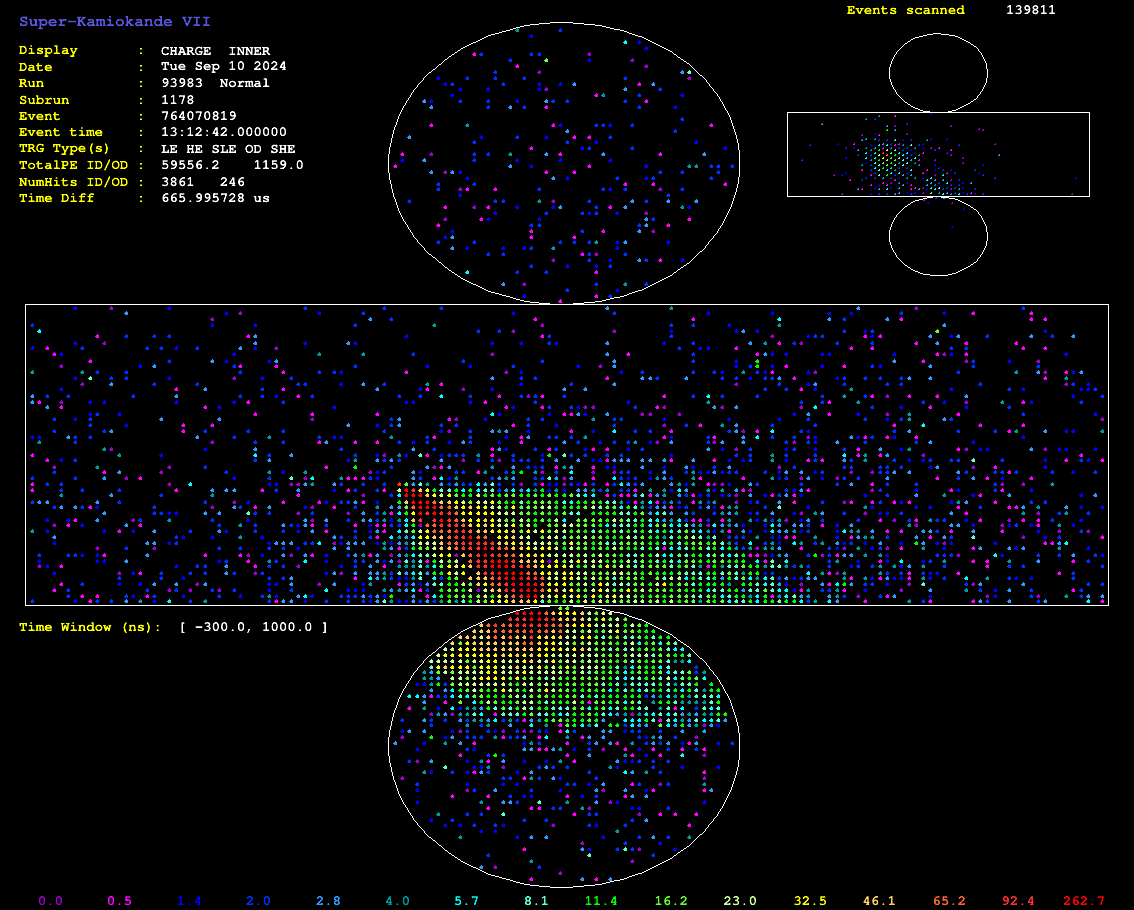 Super-Kamiokande VII
Events scanned 139811
Display : CHARGE INNER
Date : Tue Sep 10 2024
Run : 93983 Normal
Subrun : 1178
Event : 764070819
Event time : 13:12:42.000000
TRG Type(s) : LE HE SLE OD SHE
TotalPE ID/OD : 59556.2 1159.0
NumHits ID/OD : 3861 246
Time Diff : 665.995728 us
Time Window (ns): [ -300.0, 1000.0 ]
0.0 0.5 1.4 2.0 2.8 4.0 5.7 8.1 11.4 16.2 23.0 32.5 46.1 65.2 92.4 262.7